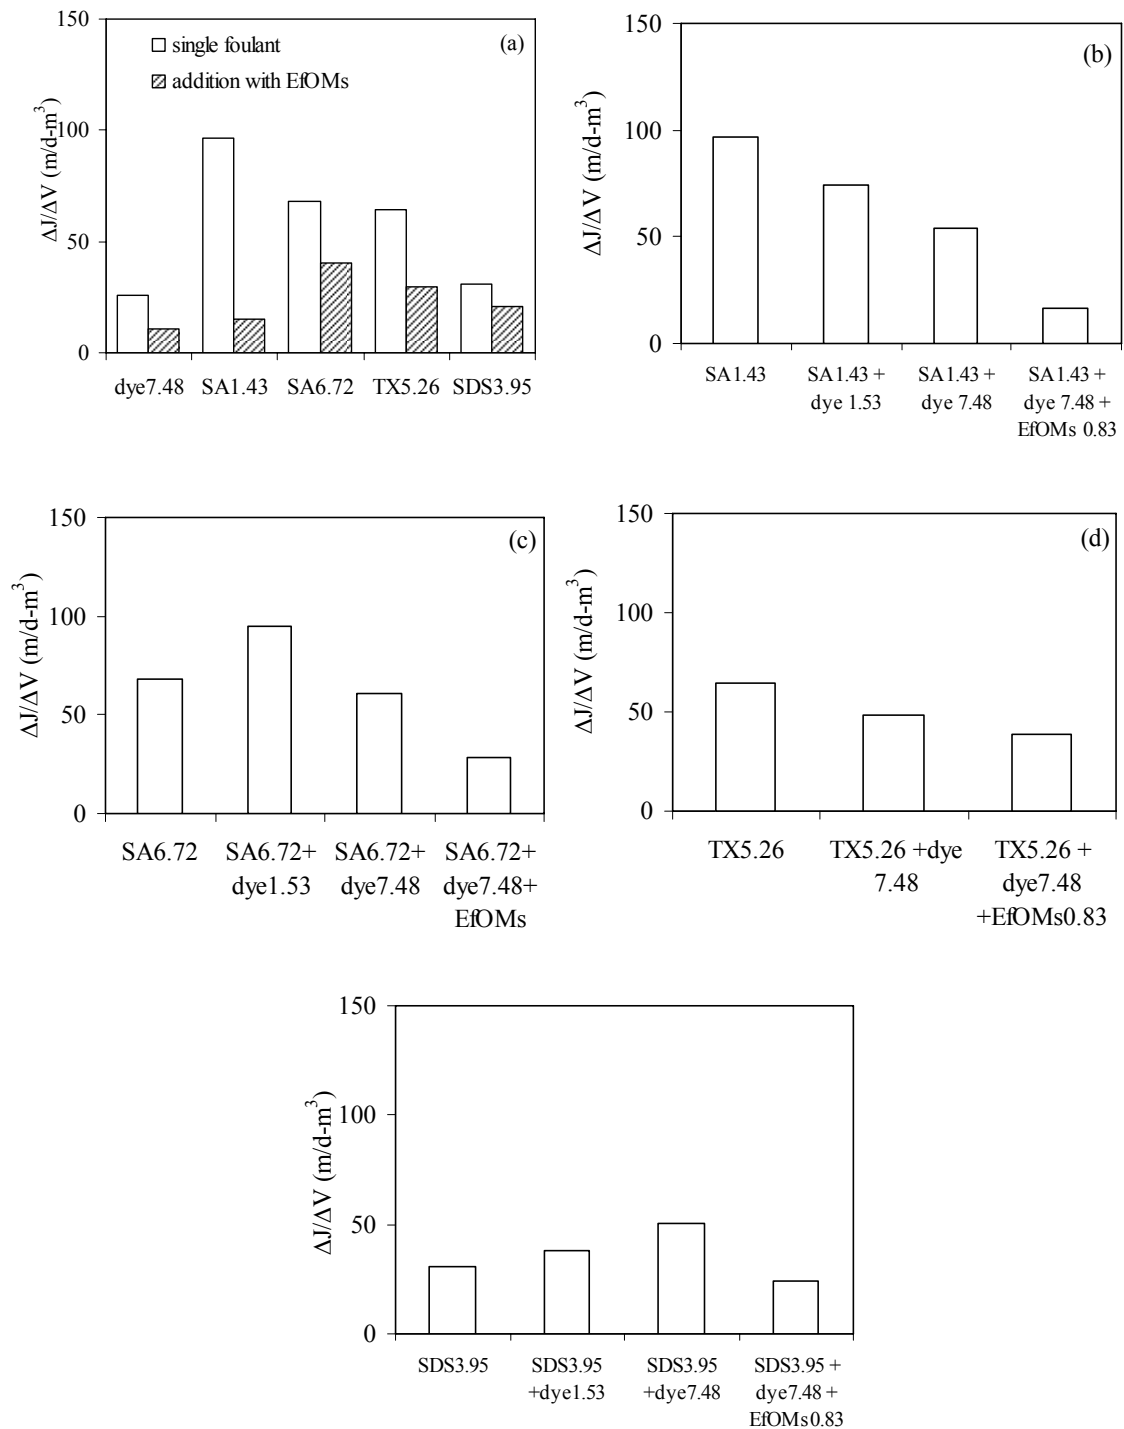 150
100
50
0
ΔJ/ΔV (m/d-m³)
single foulant
addition with EfOMs
(a)
dye7.48 SA1.43 SA6.72 TX5.26 SDS3.95
150
100
50
0
ΔJ/ΔV (m/d-m³)
(b)
SA1.43
SA1.43 +
dye 1.53
SA1.43 +
dye 7.48
SA1.43 +
dye 7.48 +
EfOMs 0.83
150
100
50
0
ΔJ/ΔV (m/d-m³)
(c)
SA6.72
SA6.72+
dye1.53
SA6.72+
dye7.48
SA6.72+
dye7.48+
EfOMs
150
100
50
0
ΔJ/ΔV (m/d-m³)
(d)
TX5.26
TX5.26 +dye
7.48
TX5.26 +
dye7.48
+EfOMs0.83
150
100
50
0
ΔJ/ΔV (m/d-m³)
SDS3.95
SDS3.95
+dye1.53
SDS3.95
+dye7.48
SDS3.95 +
dye7.48 +
EfOMs0.83